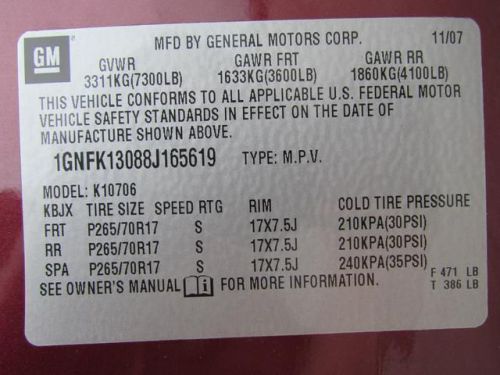 GM
MFD BY GENERAL MOTORS CORP. 11/07
GVWR GAWR FRT GAWR RR
3311KG(7300LB) 1633KG(3600LB) 1860KG(4100LB)
THIS VEHICLE CONFORMS TO ALL APPLICABLE U.S. FEDERAL MOTOR
VEHICLE SAFETY STANDARDS IN EFFECT ON THE DATE OF
MANUFACTURE SHOWN ABOVE.
1GNFK13088J165619 TYPE: M.P.V.
MODEL: K10706
KBJX TIRE SIZE SPEED RTG RIM COLD TIRE PRESSURE
FRT P265/70R17 S 17X7.5J 210KPA(30PSI)
RR P265/70R17 S 17X7.5J 210KPA(30PSI)
SPA P265/70R17 S 17X7.5J 240KPA(35PSI)
SEE OWNER'S MANUAL FOR MORE INFORMATION.
F 471 LB
T 386 LB